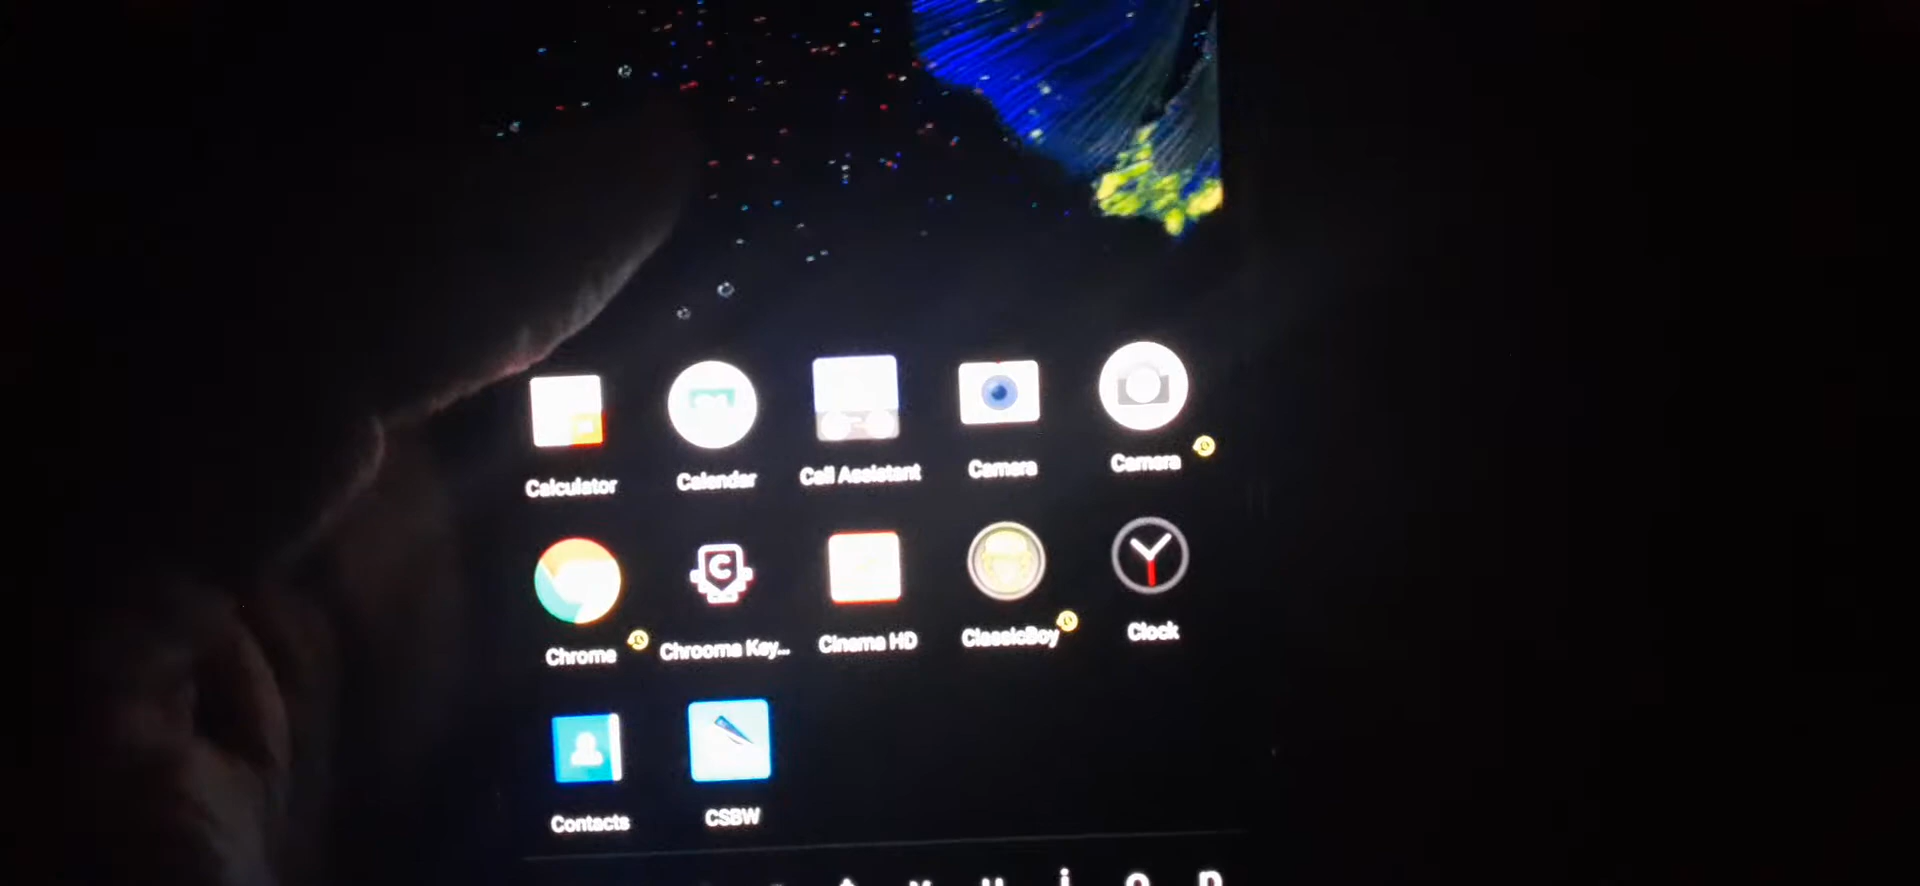 Calculator Calendar Call Assistant Camera Camera
Chrome Chrooma Key... Cinema HD ClassicBoy Clock
Contacts CSBW